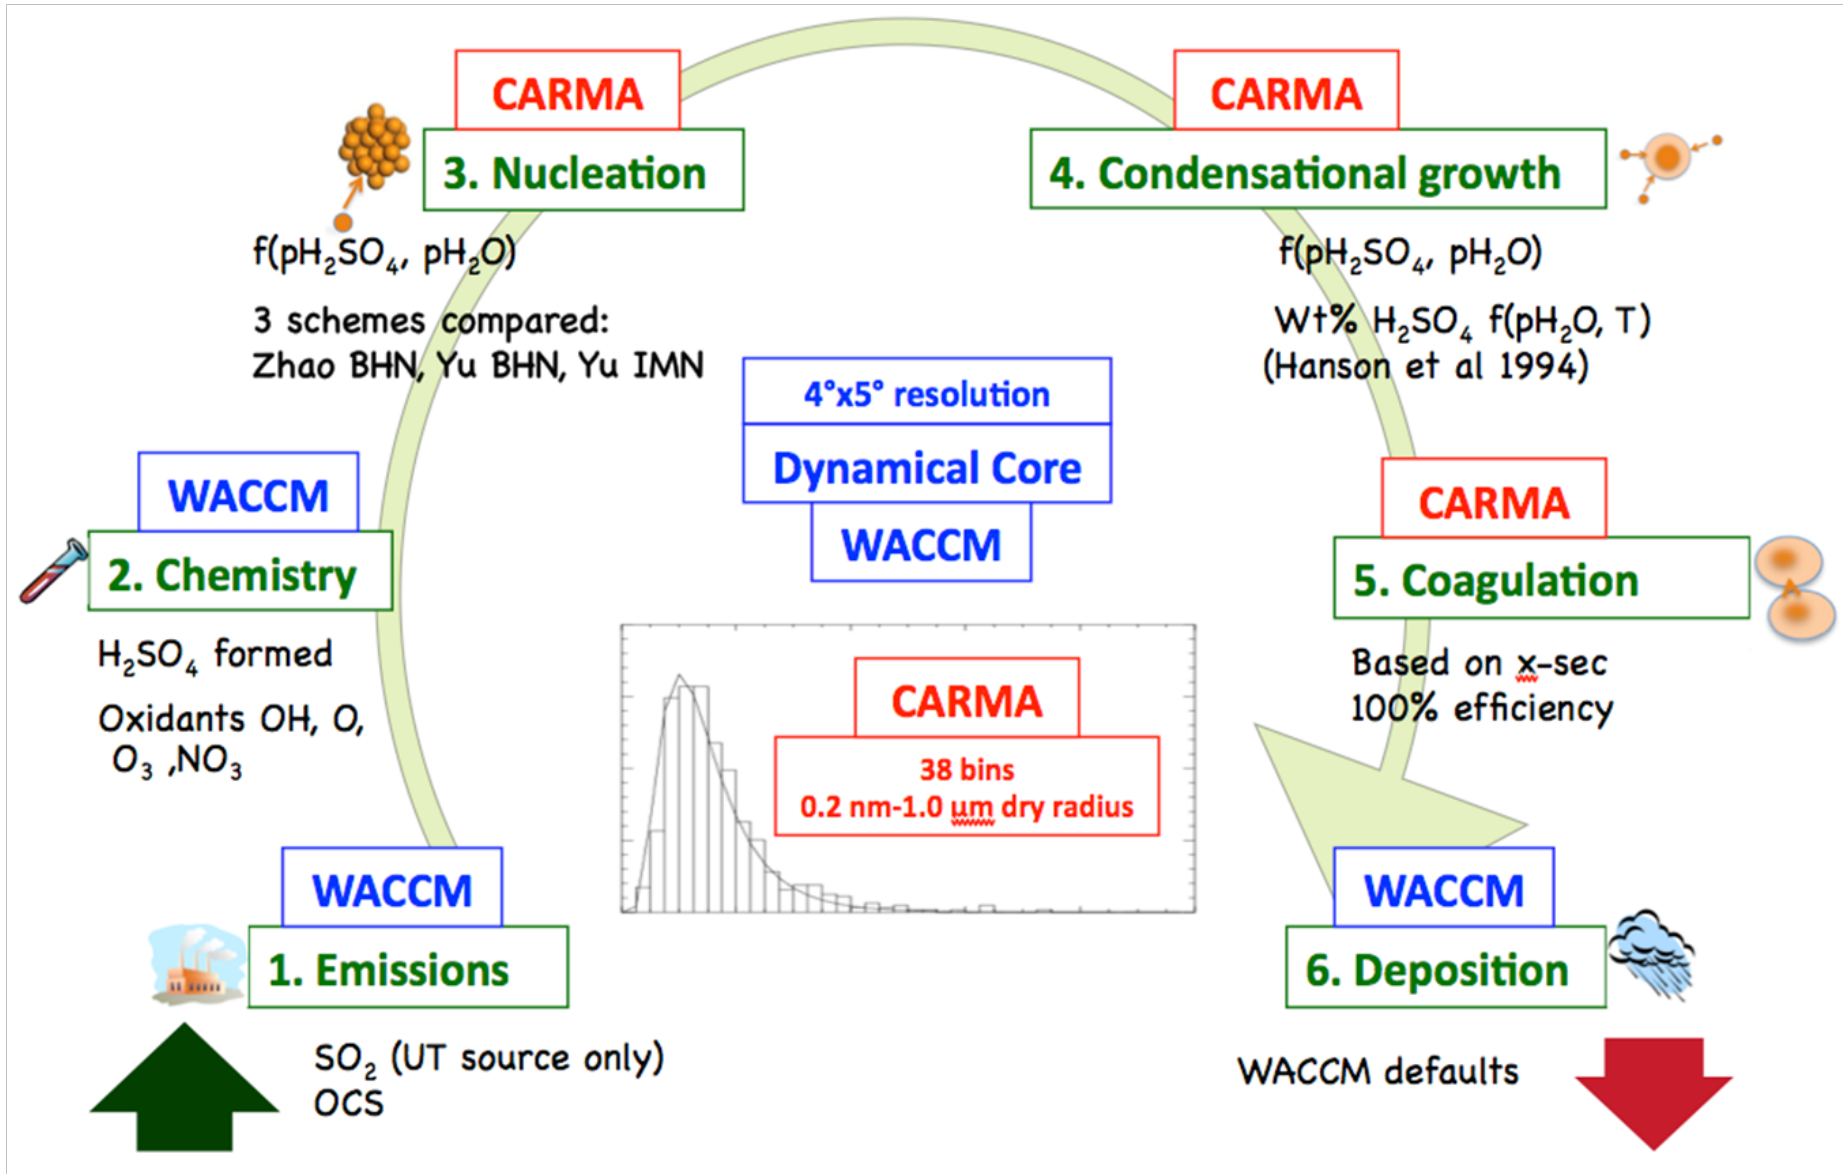 CARMA
3. Nucleation
f(pH₂SO₄, pH₂O)
3 schemes compared:
Zhao BHN, Yu BHN, Yu IMN
CARMA
4. Condensational growth
f(pH₂SO₄, pH₂O)
Wt% H₂SO₄ f(pH₂O, T)
(Hanson et al 1994)
4°x5° resolution
Dynamical Core
WACCM
WACCM
2. Chemistry
H₂SO₄ formed
Oxidants OH, O,
O₃ ,NO₃
CARMA
5. Coagulation
Based on x-sec
100% efficiency
CARMA
38 bins
0.2 nm-1.0 µm dry radius
WACCM
1. Emissions
SO₂ (UT source only)
OCS
WACCM
6. Deposition
WACCM defaults